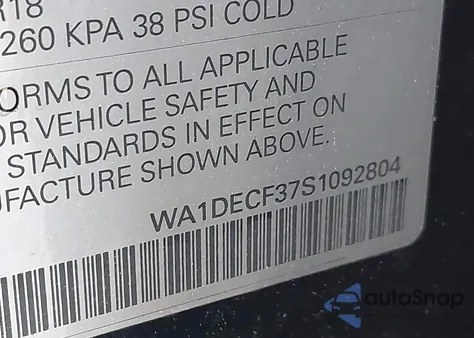 R18
260 KPA 38 PSI COLD
ORMS TO ALL APPLICABLE
OR VEHICLE SAFETY AND
STANDARDS IN EFFECT ON
UFACTURE SHOWN ABOVE.
WA1DECF37S1092804
autoSnap